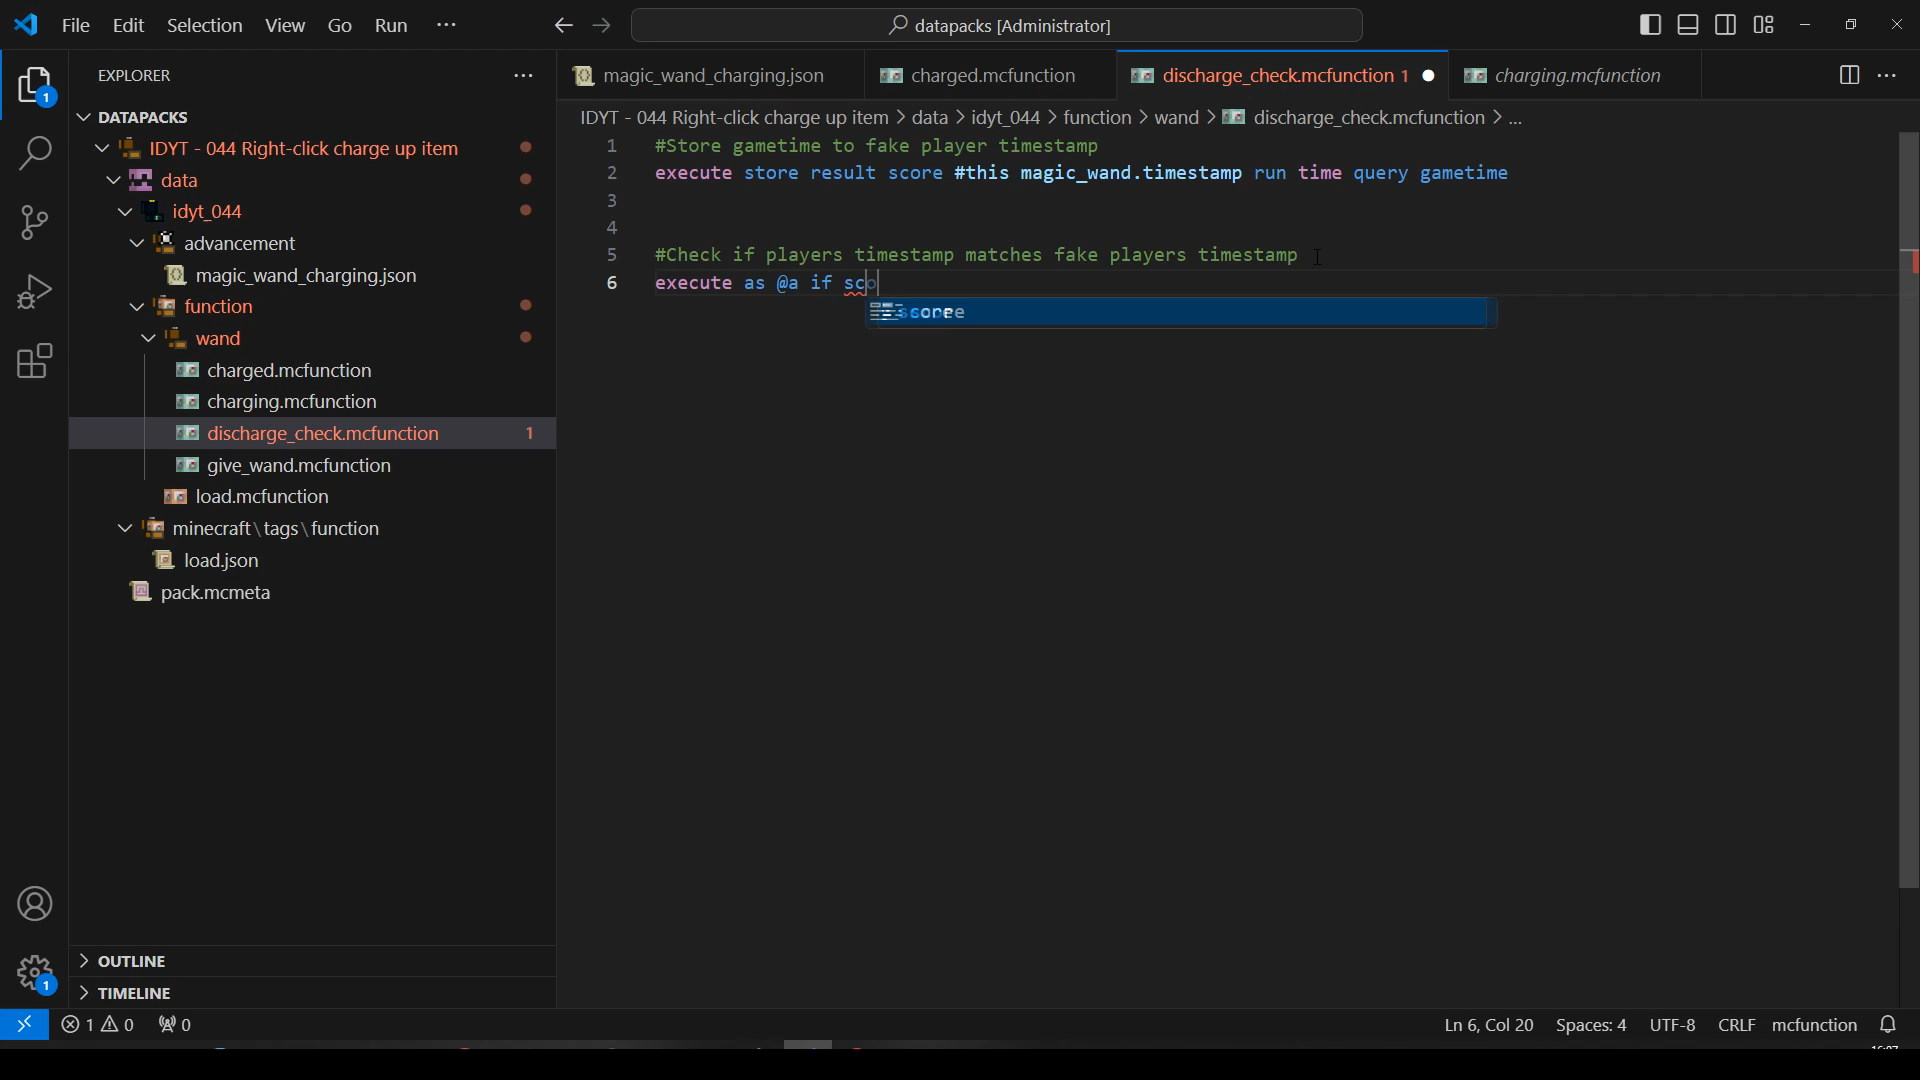 File Edit Selection View Go Run ··· datapacks [Administrator]
EXPLORER ···
DATAPACKS
IDYT - 044 Right-click charge up item
data
idyt_044
advancement
magic_wand_charging.json
function
wand
charged.mcfunction
charging.mcfunction
discharge_check.mcfunction 1
give_wand.mcfunction
load.mcfunction
minecraft\tags\function
load.json
pack.mcmeta
OUTLINE
TIMELINE
magic_wand_charging.json charged.mcfunction discharge_check.mcfunction 1 charging.mcfunction ···
IDYT - 044 Right-click charge up item > data > idyt_044 > function > wand > discharge_check.mcfunction > ...
1 #Store gametime to fake player timestamp
2 execute store result score #this magic_wand.timestamp run time query gametime
3
4
5 #Check if players timestamp matches fake players timestamp
6 execute as @a if sco
score
1
1
1 0 0 Ln 6, Col 20 Spaces: 4 UTF-8 CRLF mcfunction